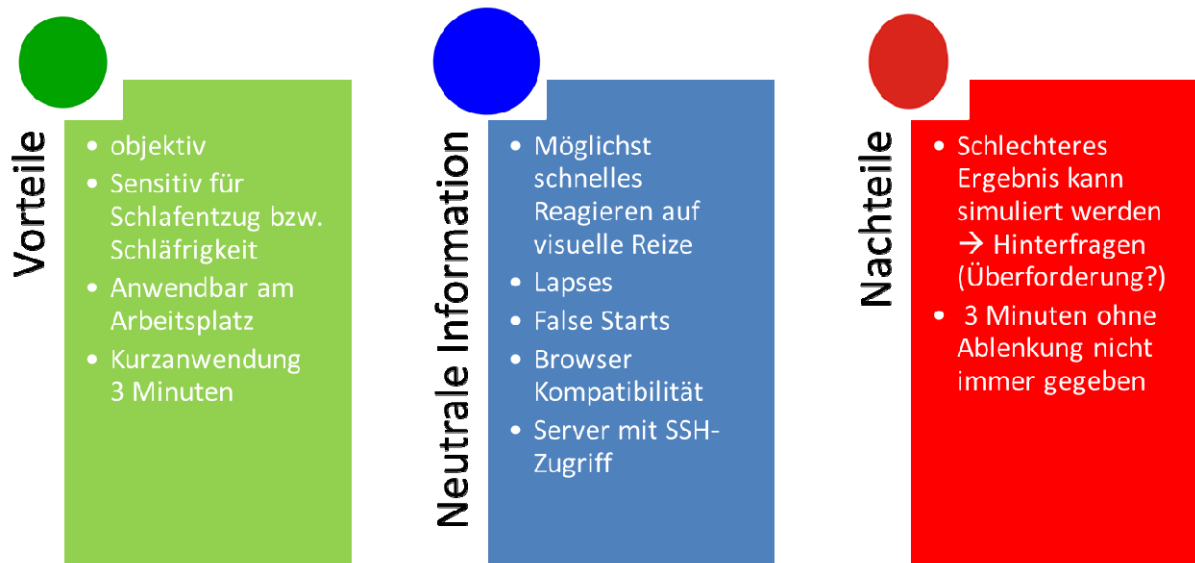 Vorteile
• objektiv
• Sensitiv für
Schlafentzug bzw.
Schläfrigkeit
• Anwendbar am
Arbeitsplatz
• Kurzanwendung
3 Minuten
Neutrale Information
• Möglichst
schnelles
Reagieren auf
visuelle Reize
• Lapses
• False Starts
• Browser
Kompatibilität
• Server mit SSH-
Zugriff
Nachteile
• Schlechteres
Ergebnis kann
simuliert werden
→ Hinterfragen
(Überforderung?)
• 3 Minuten ohne
Ablenkung nicht
immer gegeben